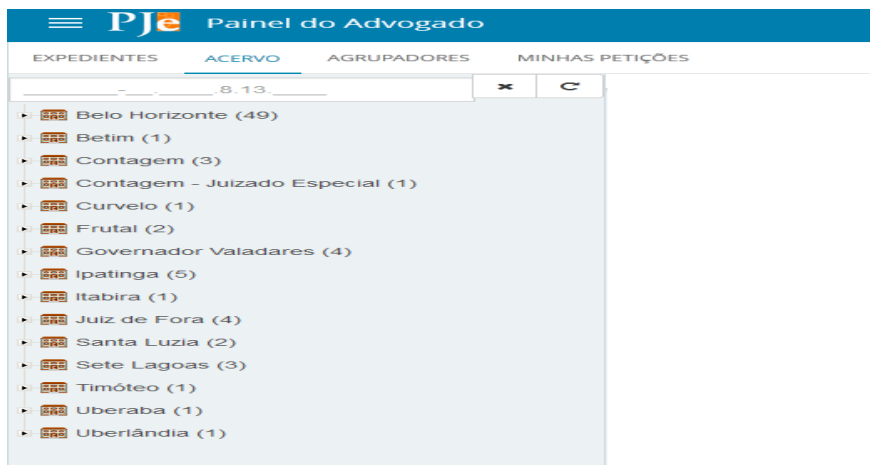 PJe Painel do Advogado
EXPEDIENTES ACERVO AGRUPADORES MINHAS PETIÇÕES
_______-__.____.8.13.____
Belo Horizonte (49)
Betim (1)
Contagem (3)
Contagem - Juizado Especial (1)
Curvelo (1)
Frutal (2)
Governador Valadares (4)
Ipatinga (5)
Itabira (1)
Juiz de Fora (4)
Santa Luzia (2)
Sete Lagoas (3)
Timóteo (1)
Uberaba (1)
Uberlândia (1)